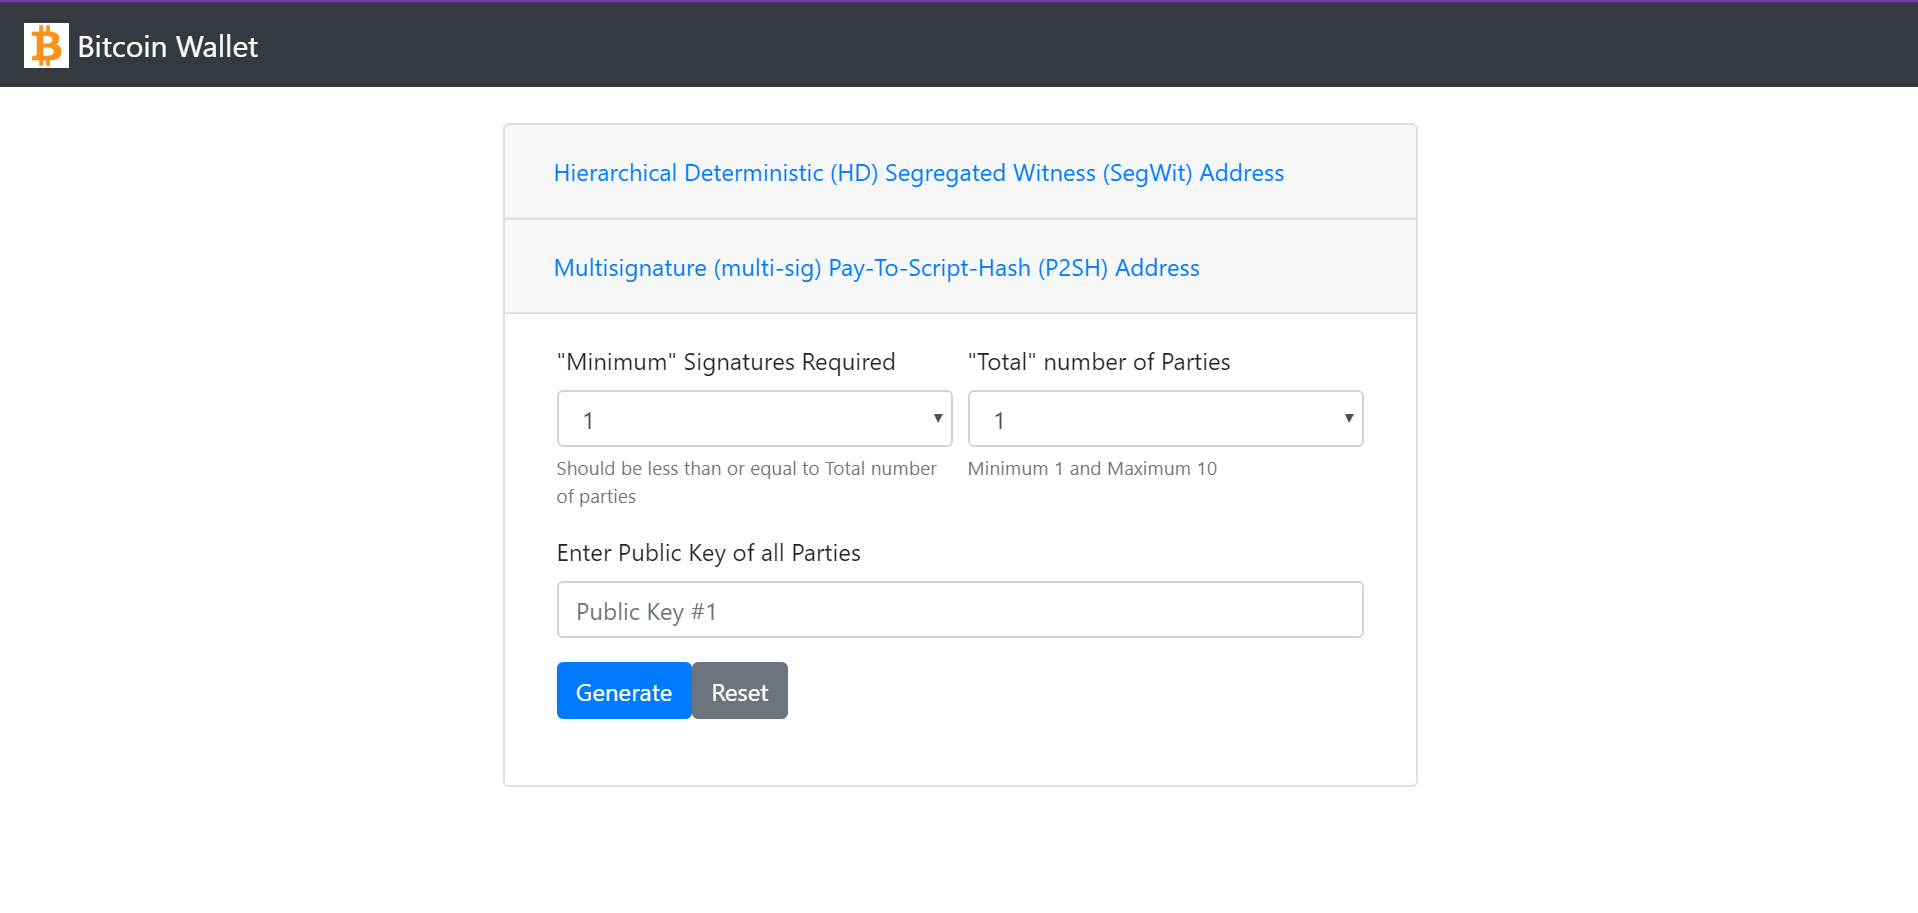 Bitcoin Wallet
Hierarchical Deterministic (HD) Segregated Witness (SegWit) Address
Multisignature (multi-sig) Pay-To-Script-Hash (P2SH) Address
"Minimum" Signatures Required
"Total" number of Parties
1
1
Should be less than or equal to Total number
of parties
Minimum 1 and Maximum 10
Enter Public Key of all Parties
Public Key #1
Generate
Reset